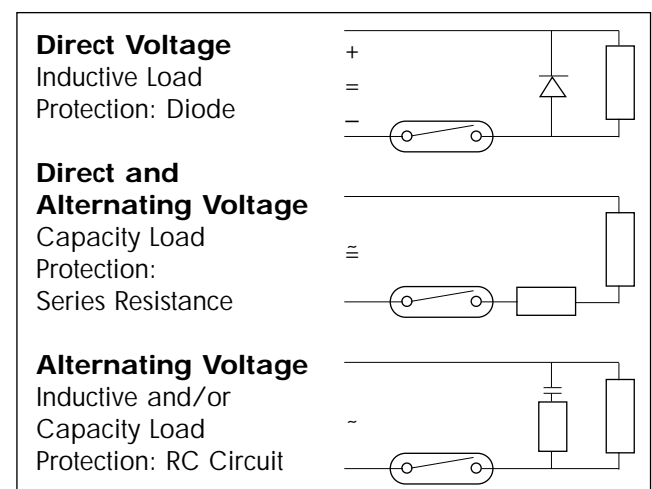 Direct Voltage
Inductive Load
Protection: Diode
+
=
−
Direct and
Alternating Voltage
Capacity Load
Protection:
Series Resistance
≅
Alternating Voltage
Inductive and/or
Capacity Load
Protection: RC Circuit
~